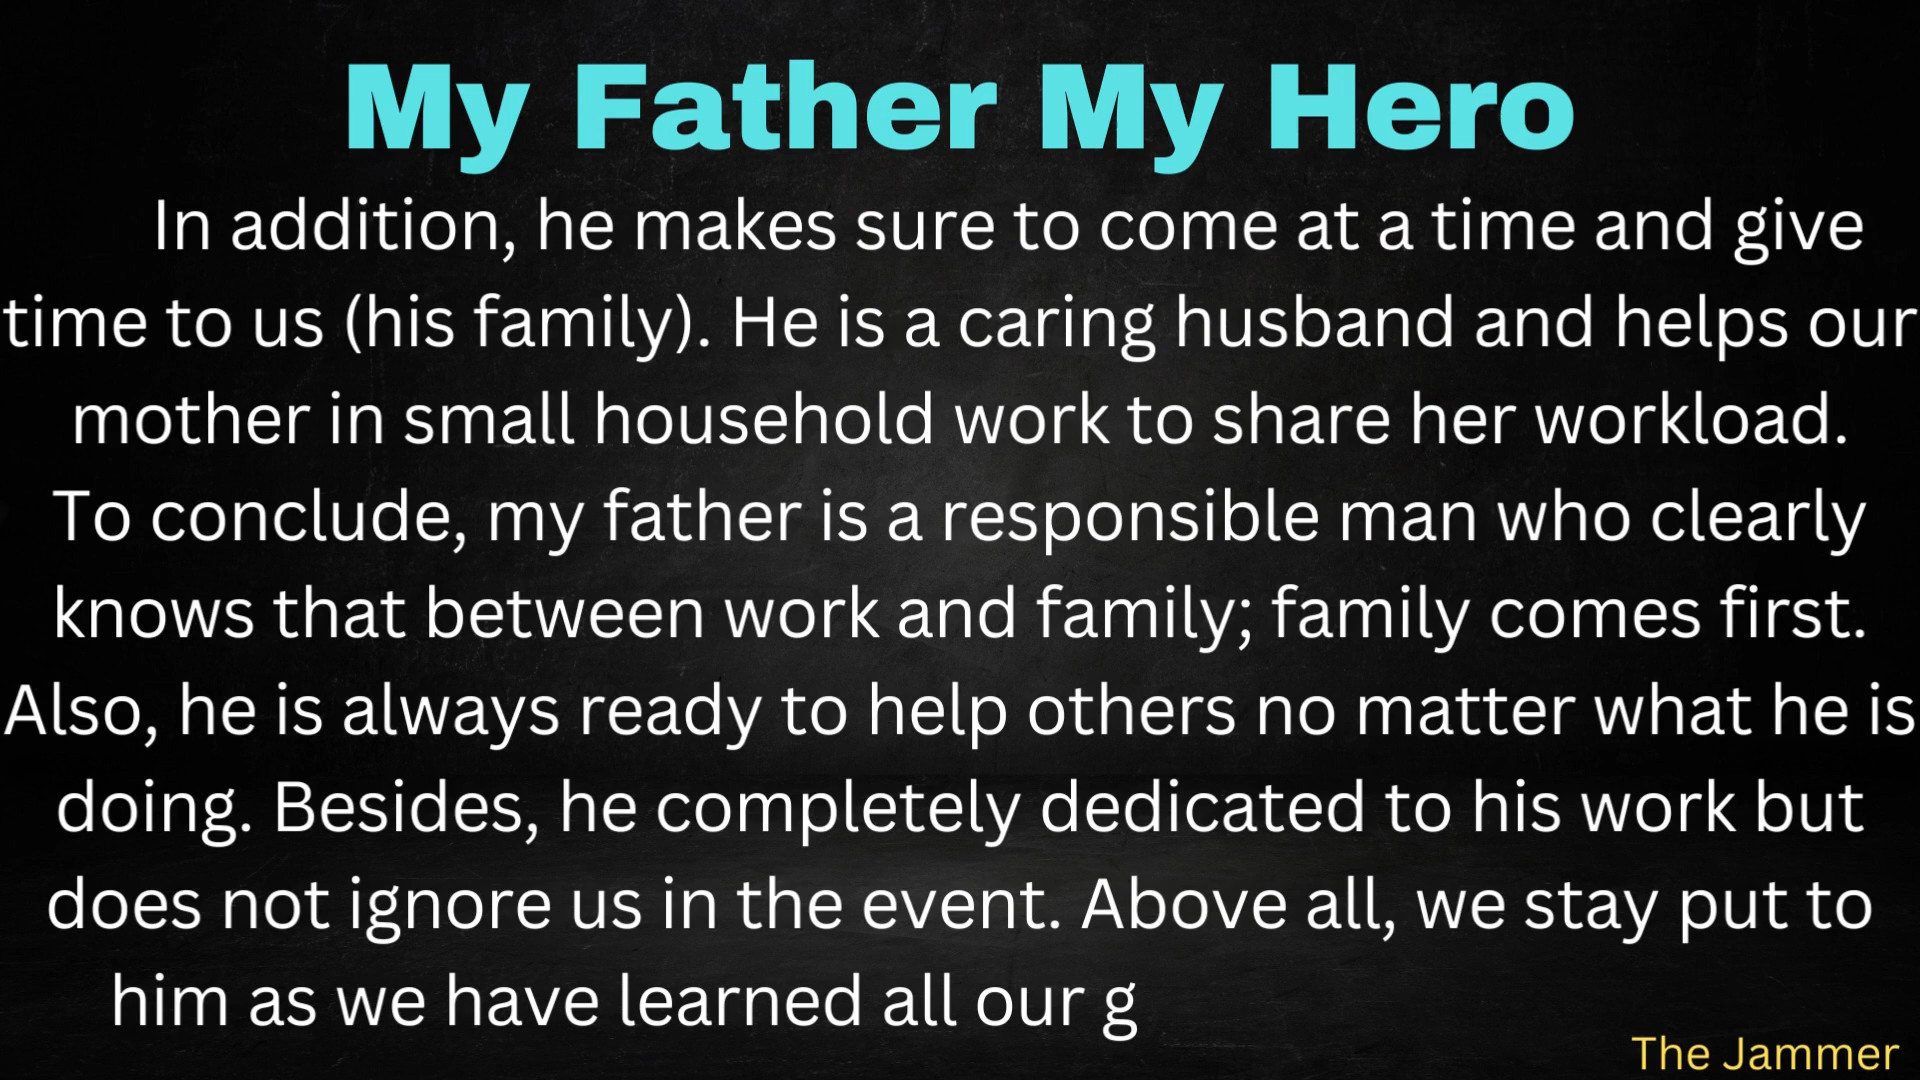 My Father My Hero
In addition, he makes sure to come at a time and give
time to us (his family). He is a caring husband and helps our
mother in small household work to share her workload.
To conclude, my father is a responsible man who clearly
knows that between work and family; family comes first.
Also, he is always ready to help others no matter what he is
doing. Besides, he completely dedicated to his work but
does not ignore us in the event. Above all, we stay put to
him as we have learned all our g
The Jammer